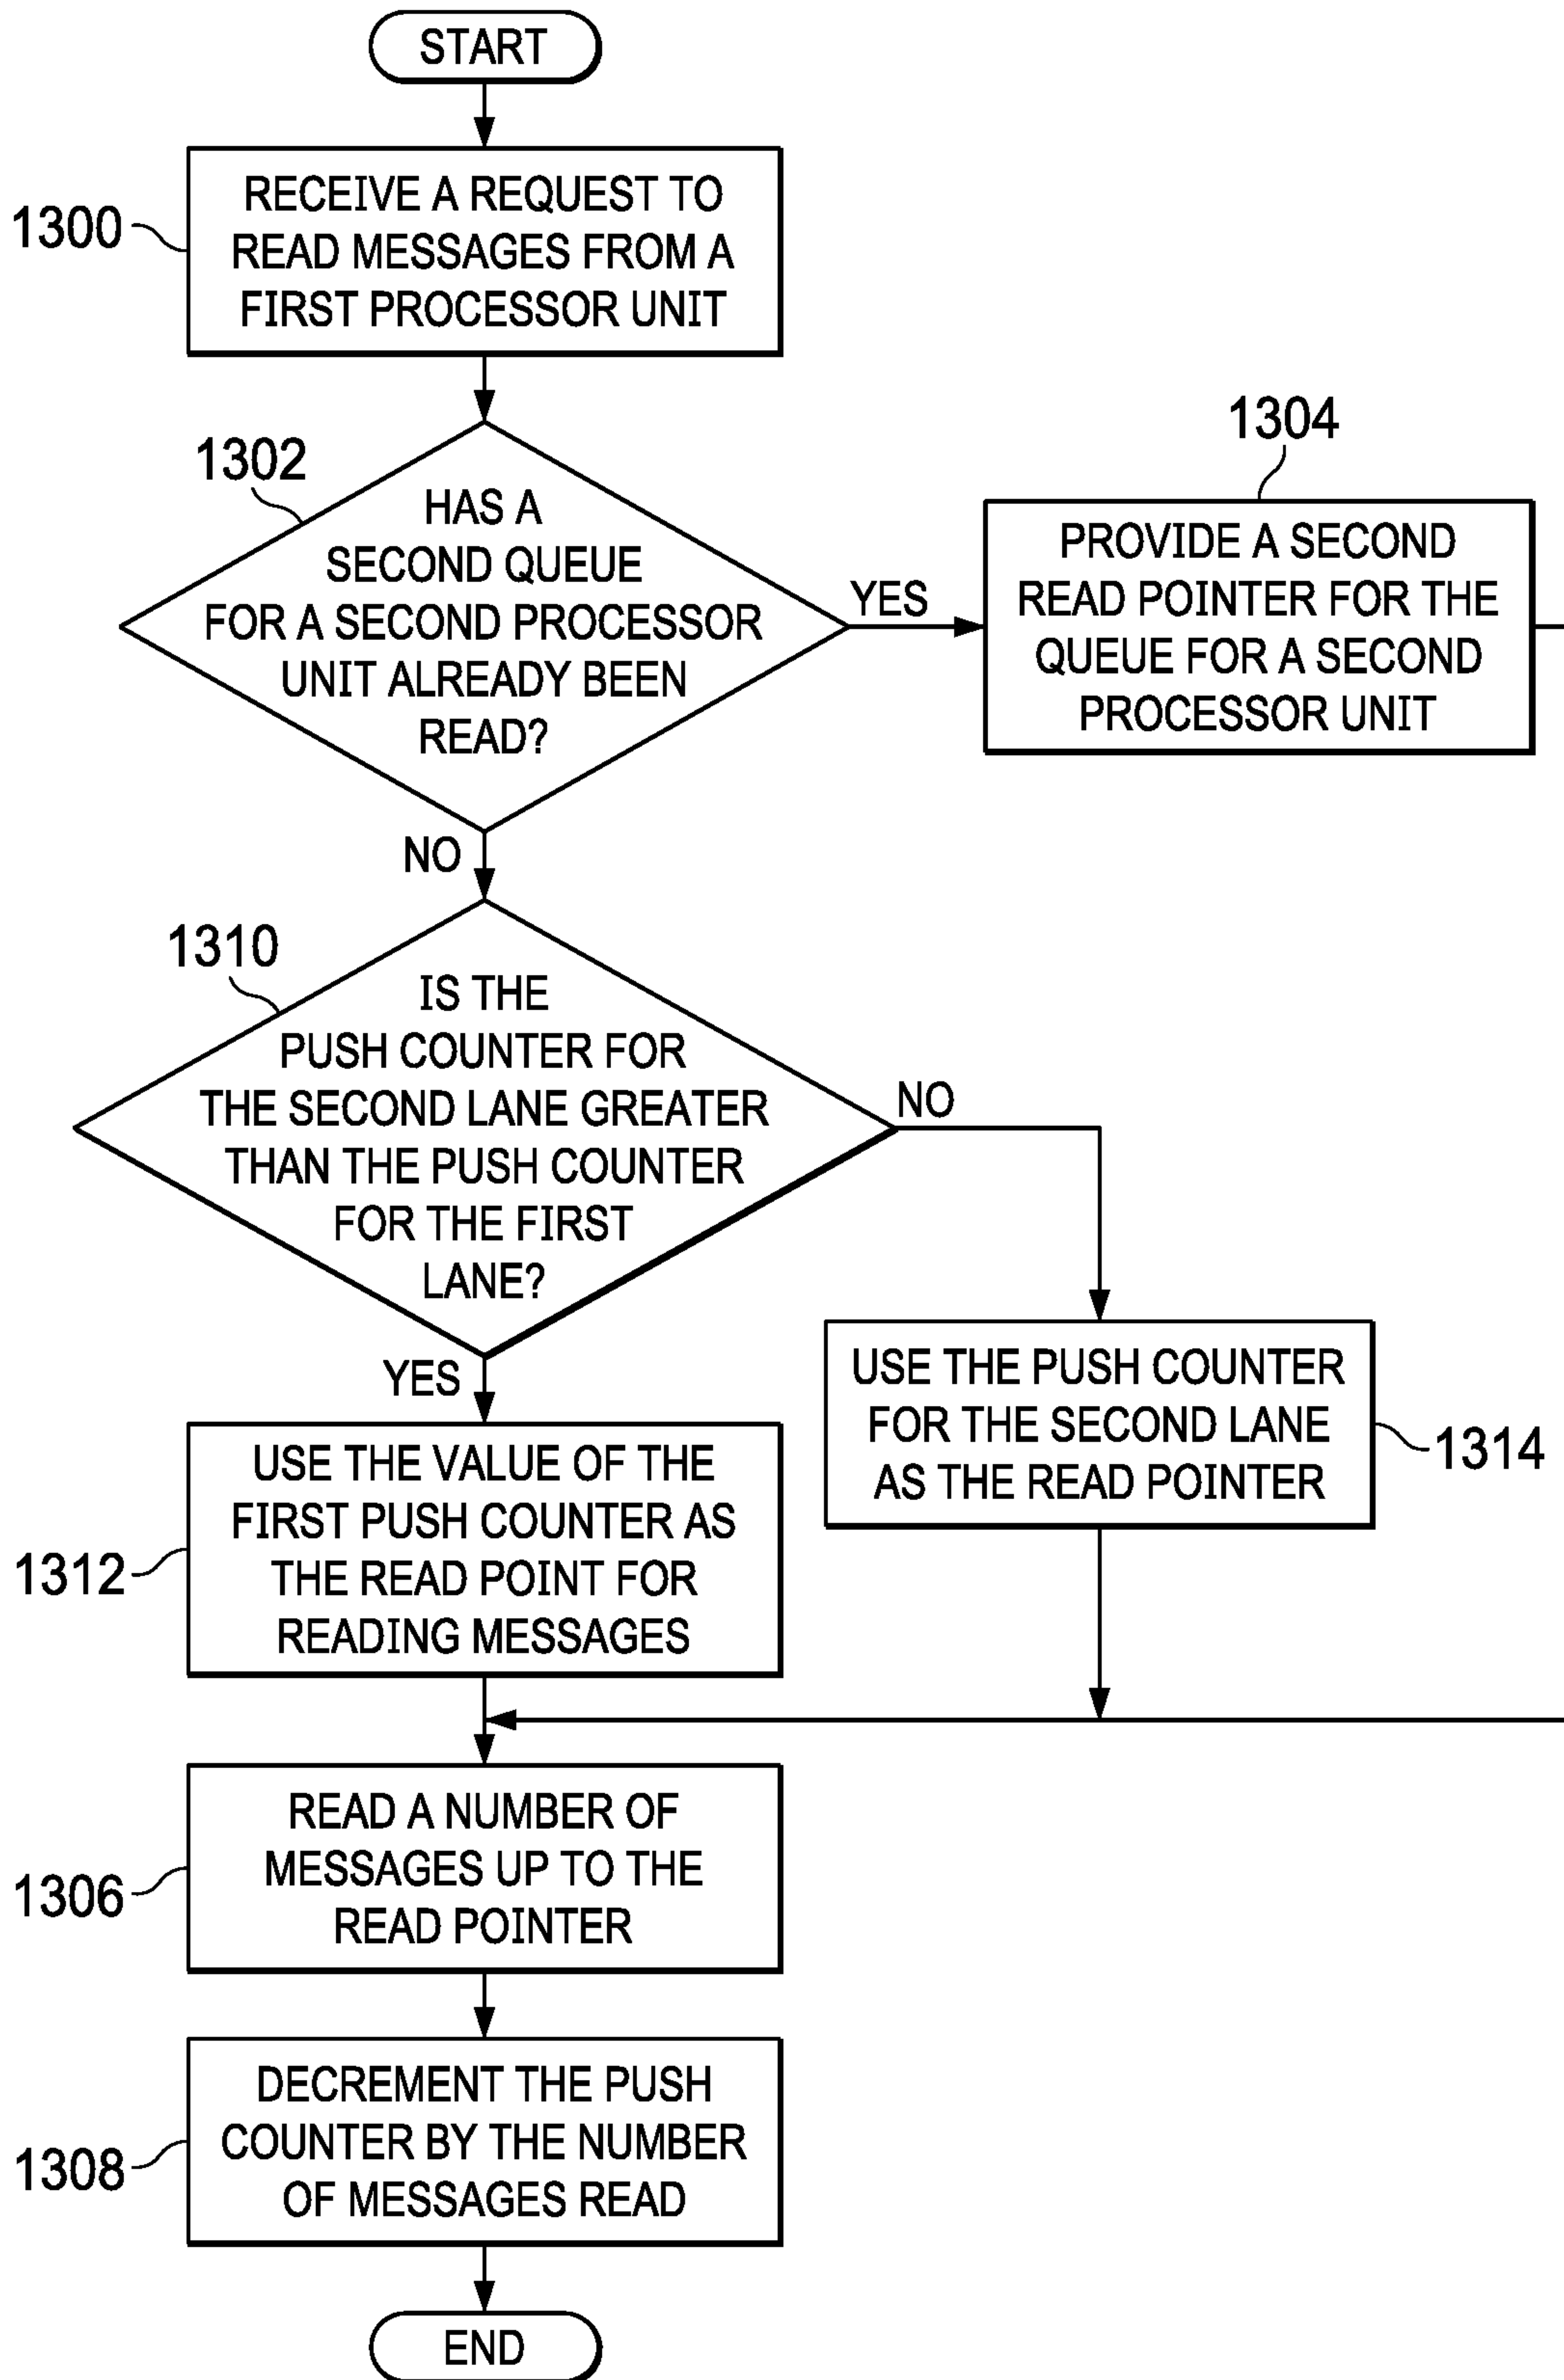 START
1300
RECEIVE A REQUEST TO
READ MESSAGES FROM A
FIRST PROCESSOR UNIT
1302
HAS A
SECOND QUEUE
FOR A SECOND PROCESSOR
UNIT ALREADY BEEN
READ?
YES
1304
PROVIDE A SECOND
READ POINTER FOR THE
QUEUE FOR A SECOND
PROCESSOR UNIT
NO
1310
IS THE
PUSH COUNTER FOR
THE SECOND LANE GREATER
THAN THE PUSH COUNTER
FOR THE FIRST
LANE?
NO
YES
USE THE PUSH COUNTER
FOR THE SECOND LANE
AS THE READ POINTER
1314
1312
USE THE VALUE OF THE
FIRST PUSH COUNTER AS
THE READ POINT FOR
READING MESSAGES
1306
READ A NUMBER OF
MESSAGES UP TO THE
READ POINTER
1308
DECREMENT THE PUSH
COUNTER BY THE NUMBER
OF MESSAGES READ
END